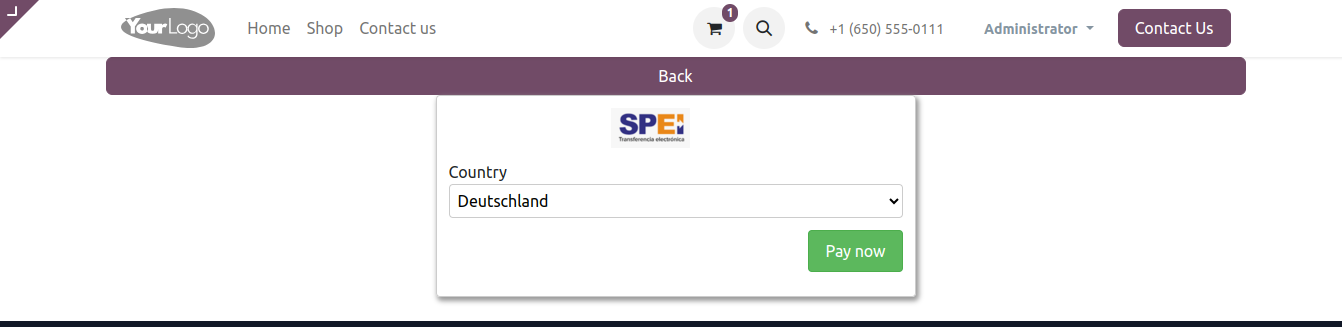 YourLogo
Home Shop Contact us 1 +1 (650) 555-0111 Administrator Contact Us
Back
SPEI
Transferencia electrónica
Country
Deutschland
Pay now